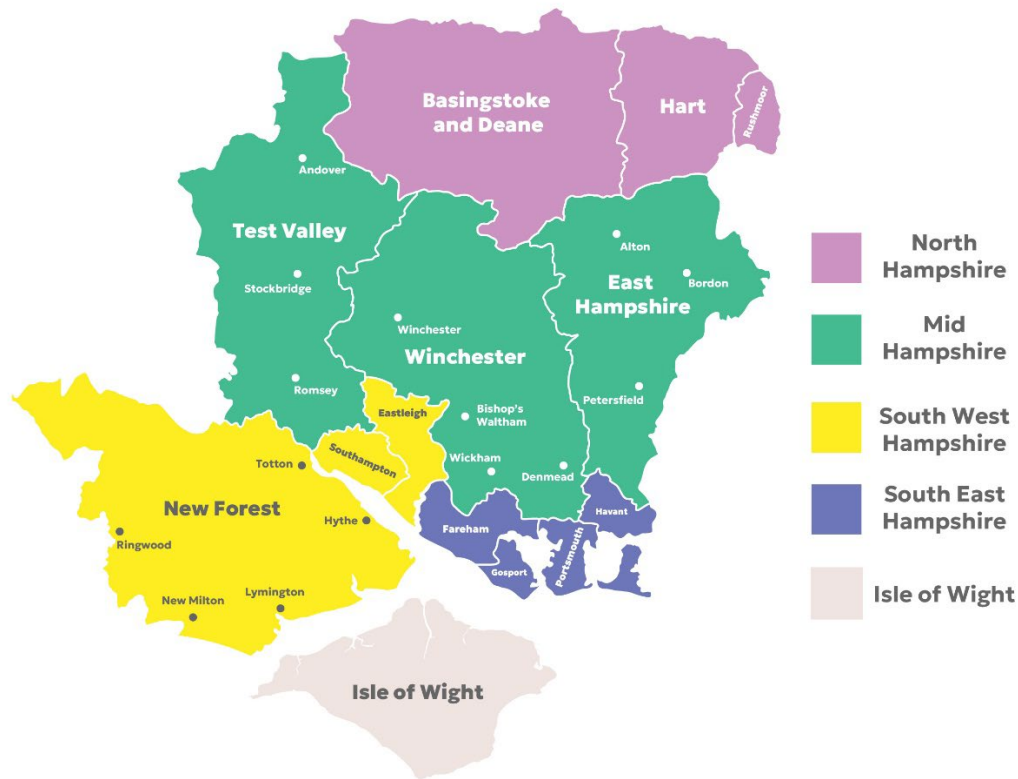 Basingstoke
and Deane
Hart
Rushmoor
Andover
Test Valley
Stockbridge
Romsey
Alton
East
Hampshire
Bordon
Petersfield
Winchester
Winchester
Bishop's
Waltham
Wickham
Denmead
Eastleigh
Southampton
Totton
New Forest
Hythe
Ringwood
New Milton
Lymington
Fareham
Gosport
Portsmouth
Havant
Isle of Wight
North
Hampshire
Mid
Hampshire
South West
Hampshire
South East
Hampshire
Isle of Wight